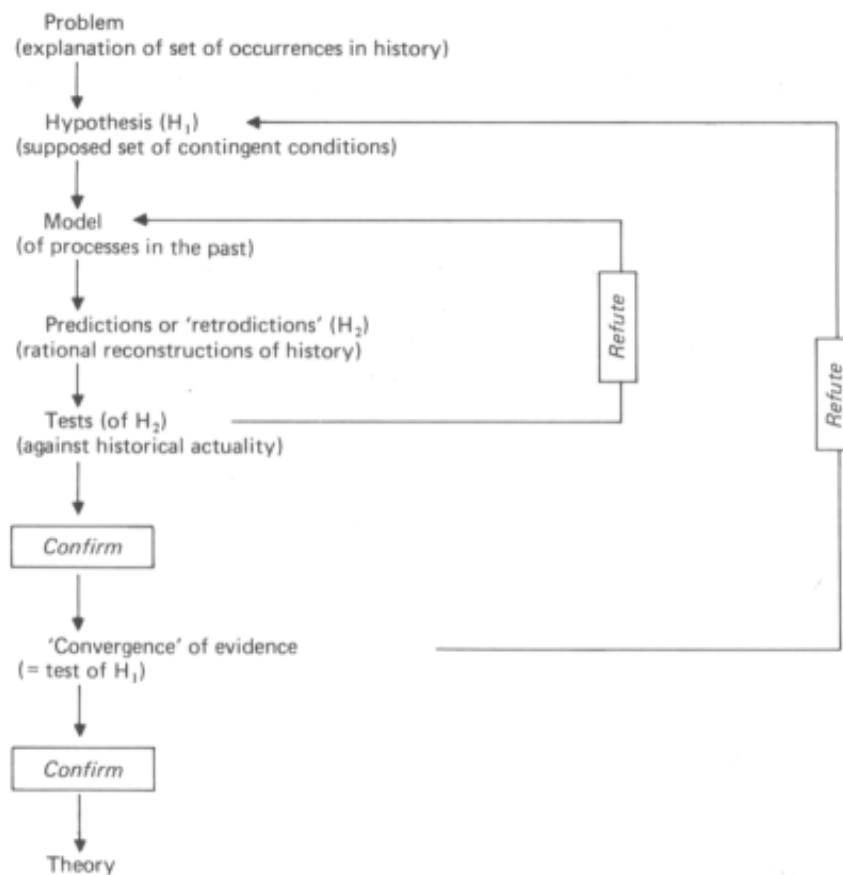 Problem
(explanation of set of occurrences in history)
Hypothesis (H₁)
(supposed set of contingent conditions)
Model
(of processes in the past)
Refute
Predictions or ‘retrodictions’ (H₂)
(rational reconstructions of history)
Refute
Tests (of H₂)
(against historical actuality)
Confirm
‘Convergence’ of evidence
(= test of H₁)
Confirm
Theory